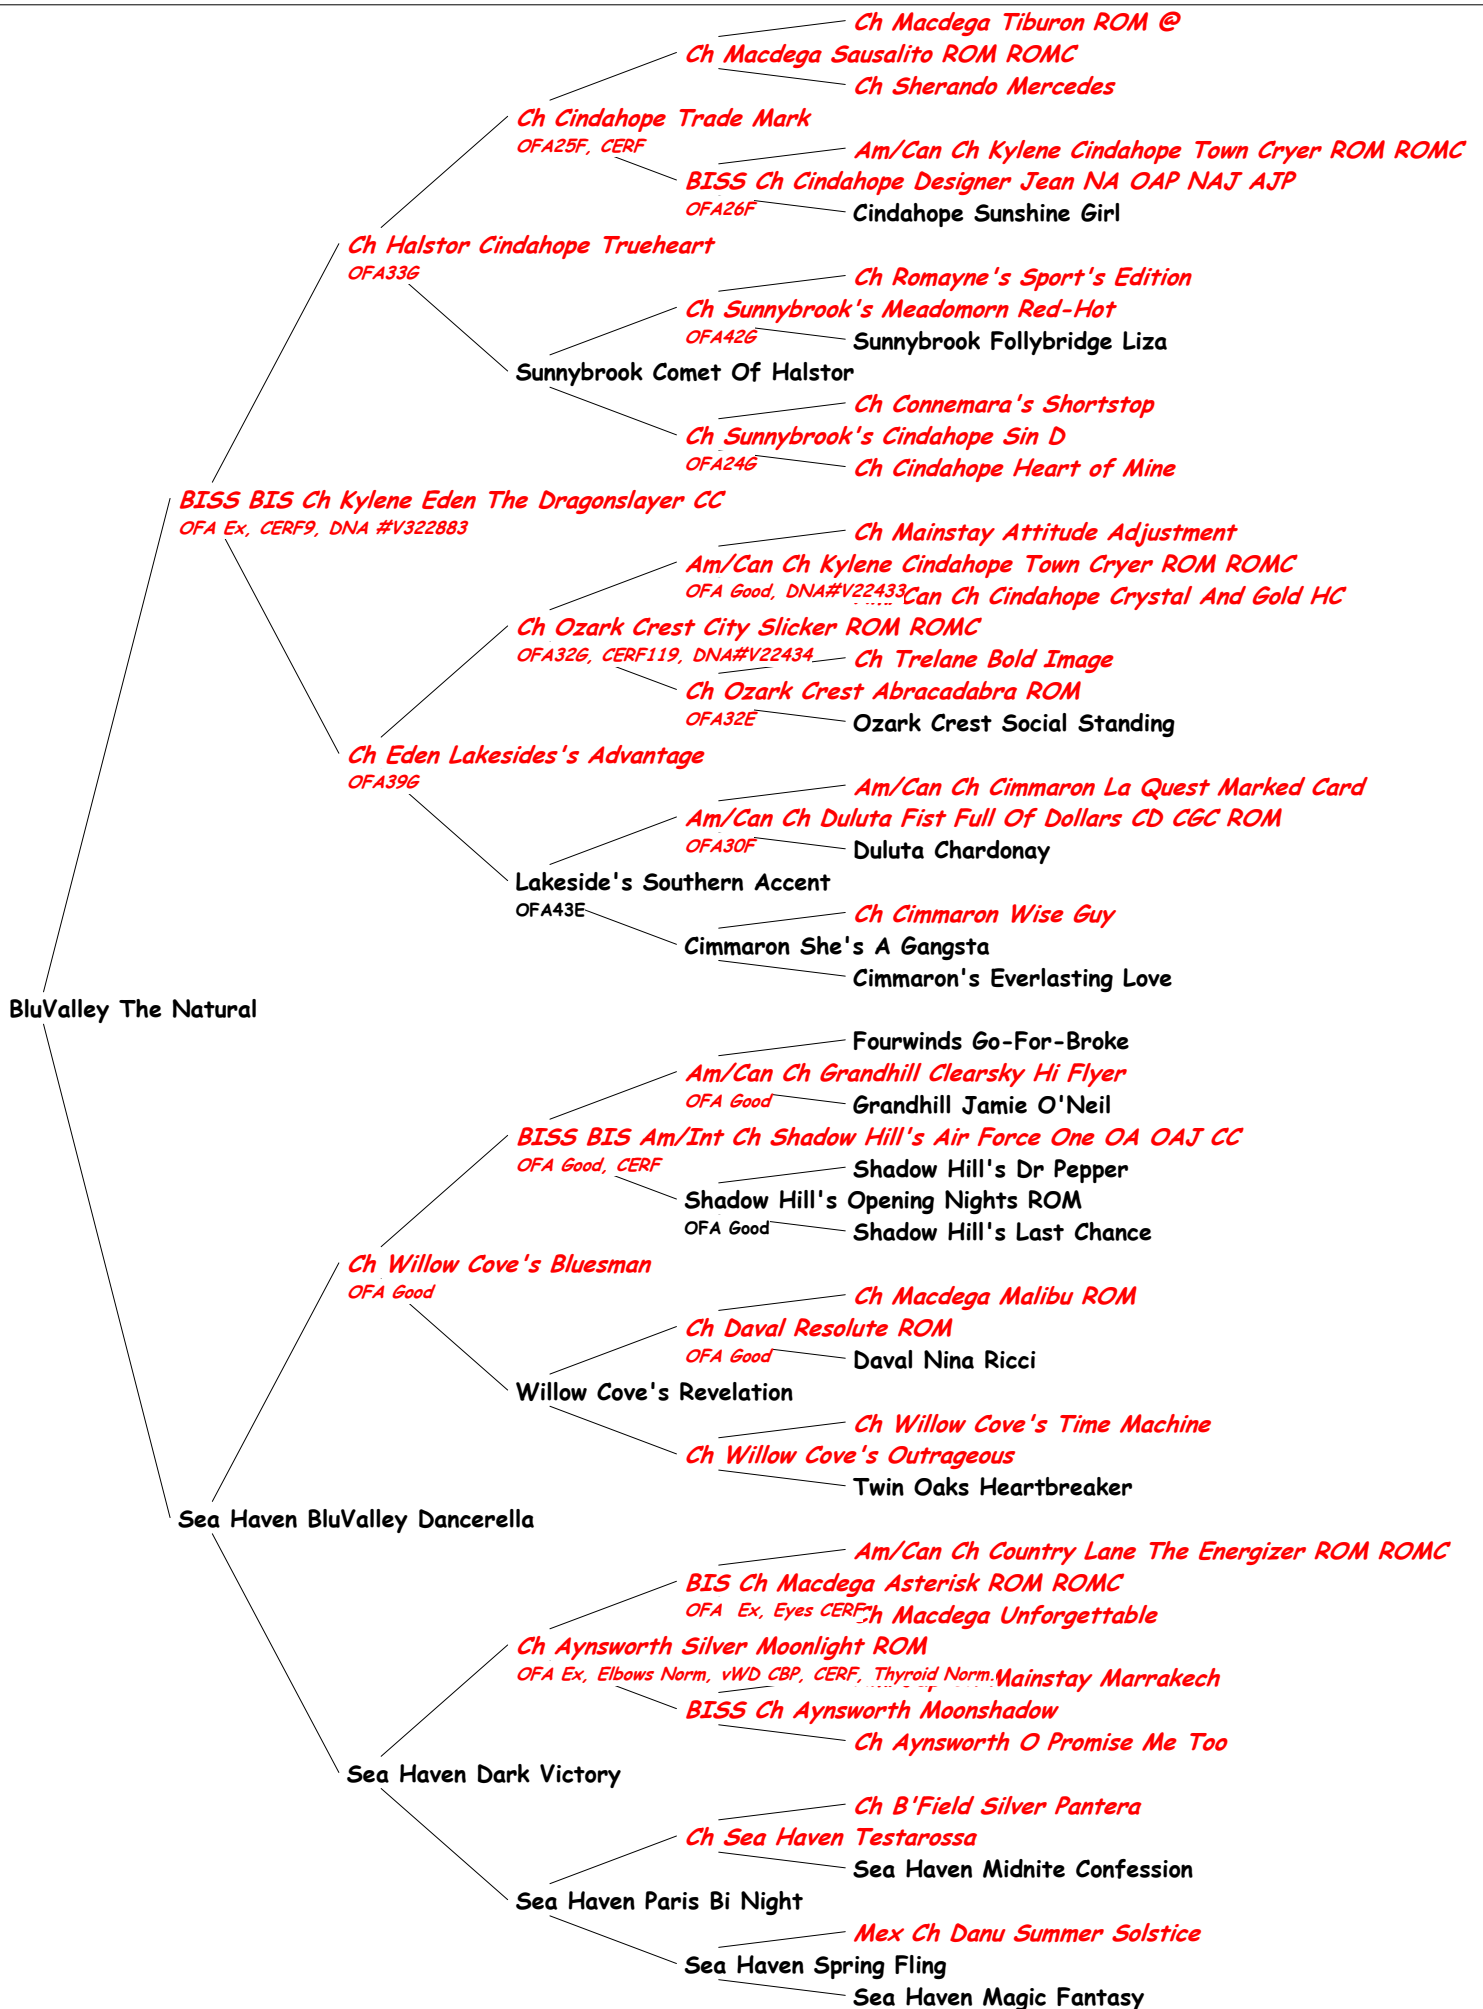 Ch Macdega Tiburon ROM @
Ch Macdega Sausalito ROM ROMC
Ch Sherando Mercedes
Ch Cindahope Trade Mark
OFA25F, CERF
Am/Can Ch Kylene Cindahope Town Cryer ROM ROMC
BISS Ch Cindahope Designer Jean NA OAP NAJ AJP
OFA26F
Cindahope Sunshine Girl
Ch Halstor Cindahope Trueheart
OFA33G
Ch Romayne's Sport's Edition
Ch Sunnybrook's Meadomorn Red-Hot
OFA42G
Sunnybrook Follybridge Liza
Sunnybrook Comet Of Halstor
Ch Connemara's Shortstop
Ch Sunnybrook's Cindahope Sin D
OFA24G
Ch Cindahope Heart of Mine
BISS BIS Ch Kylene Eden The Dragonslayer CC
OFA Ex, CERF9, DNA #V322883
Ch Mainstay Attitude Adjustment
Am/Can Ch Kylene Cindahope Town Cryer ROM ROMC
OFA Good, DNA#V22433
Can Ch Cindahope Crystal And Gold HC
Ch Ozark Crest City Slicker ROM ROMC
OFA32G, CERF119, DNA#V22434
Ch Trelane Bold Image
Ch Ozark Crest Abracadabra ROM
OFA32E
Ozark Crest Social Standing
Ch Eden Lakesides's Advantage
OFA39G
Am/Can Ch Cimmaron La Quest Marked Card
Am/Can Ch Duluta Fist Full Of Dollars CD CGC ROM
OFA30F
Duluta Chardonay
Lakeside's Southern Accent
OFA43E
Ch Cimmaron Wise Guy
Cimmaron She's A Gangsta
Cimmaron's Everlasting Love
BluValley The Natural
Fourwinds Go-For-Broke
Am/Can Ch Grandhill Clearsky Hi Flyer
OFA Good
Grandhill Jamie O'Neil
BISS BIS Am/Int Ch Shadow Hill's Air Force One OA OAJ CC
OFA Good, CERF
Shadow Hill's Dr Pepper
Shadow Hill's Opening Nights ROM
OFA Good
Shadow Hill's Last Chance
Ch Willow Cove's Bluesman
OFA Good
Ch Macdega Malibu ROM
Ch Daval Resolute ROM
OFA Good
Daval Nina Ricci
Willow Cove's Revelation
Ch Willow Cove's Time Machine
Ch Willow Cove's Outrageous
Twin Oaks Heartbreaker
Sea Haven BluValley Dancerella
Am/Can Ch Country Lane The Energizer ROM ROMC
BIS Ch Macdega Asterisk ROM ROMC
OFA  Ex, Eyes CERF
Ch Macdega Unforgettable
Ch Aynsworth Silver Moonlight ROM
OFA Ex, Elbows Norm, vWD CBP, CERF, Thyroid Norm.
Mainstay Marrakech
BISS Ch Aynsworth Moonshadow
Ch Aynsworth O Promise Me Too
Sea Haven Dark Victory
Ch B'Field Silver Pantera
Ch Sea Haven Testarossa
Sea Haven Midnite Confession
Sea Haven Paris Bi Night
Mex Ch Danu Summer Solstice
Sea Haven Spring Fling
Sea Haven Magic Fantasy